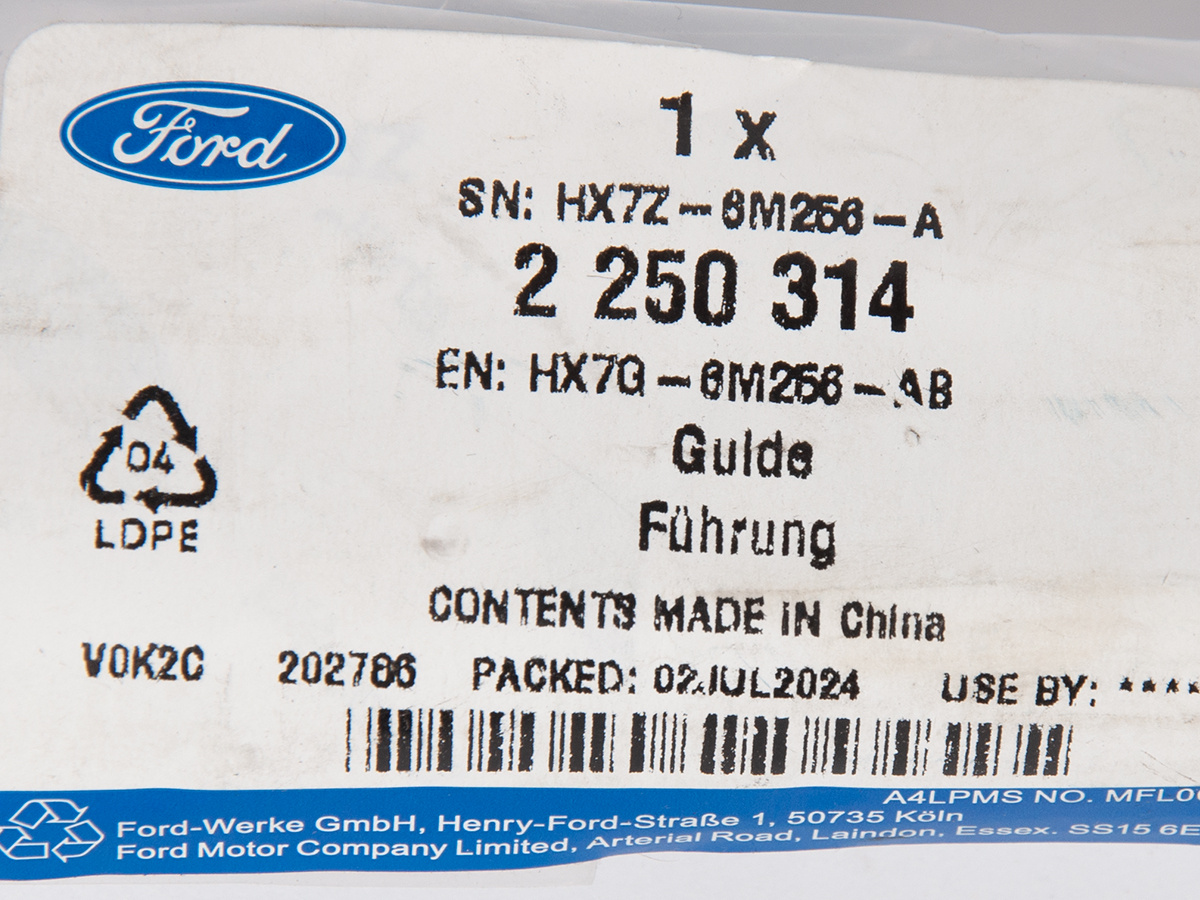 Ford
1 x
SN: HX7Z-6M256-A
2 250 314
EN: HX7G-6M256-AB
Guide
Führung
04
LDPE
CONTENTS MADE IN China
V0K2C 202786 PACKED: 02JUL2024 USE BY: ****
A4LPMS NO.
Ford-Werke GmbH, Henry-Ford-Straße 1, 50735 Köln
Ford Motor Company Limited, Arterial Road, Laindon, Essex. SS15